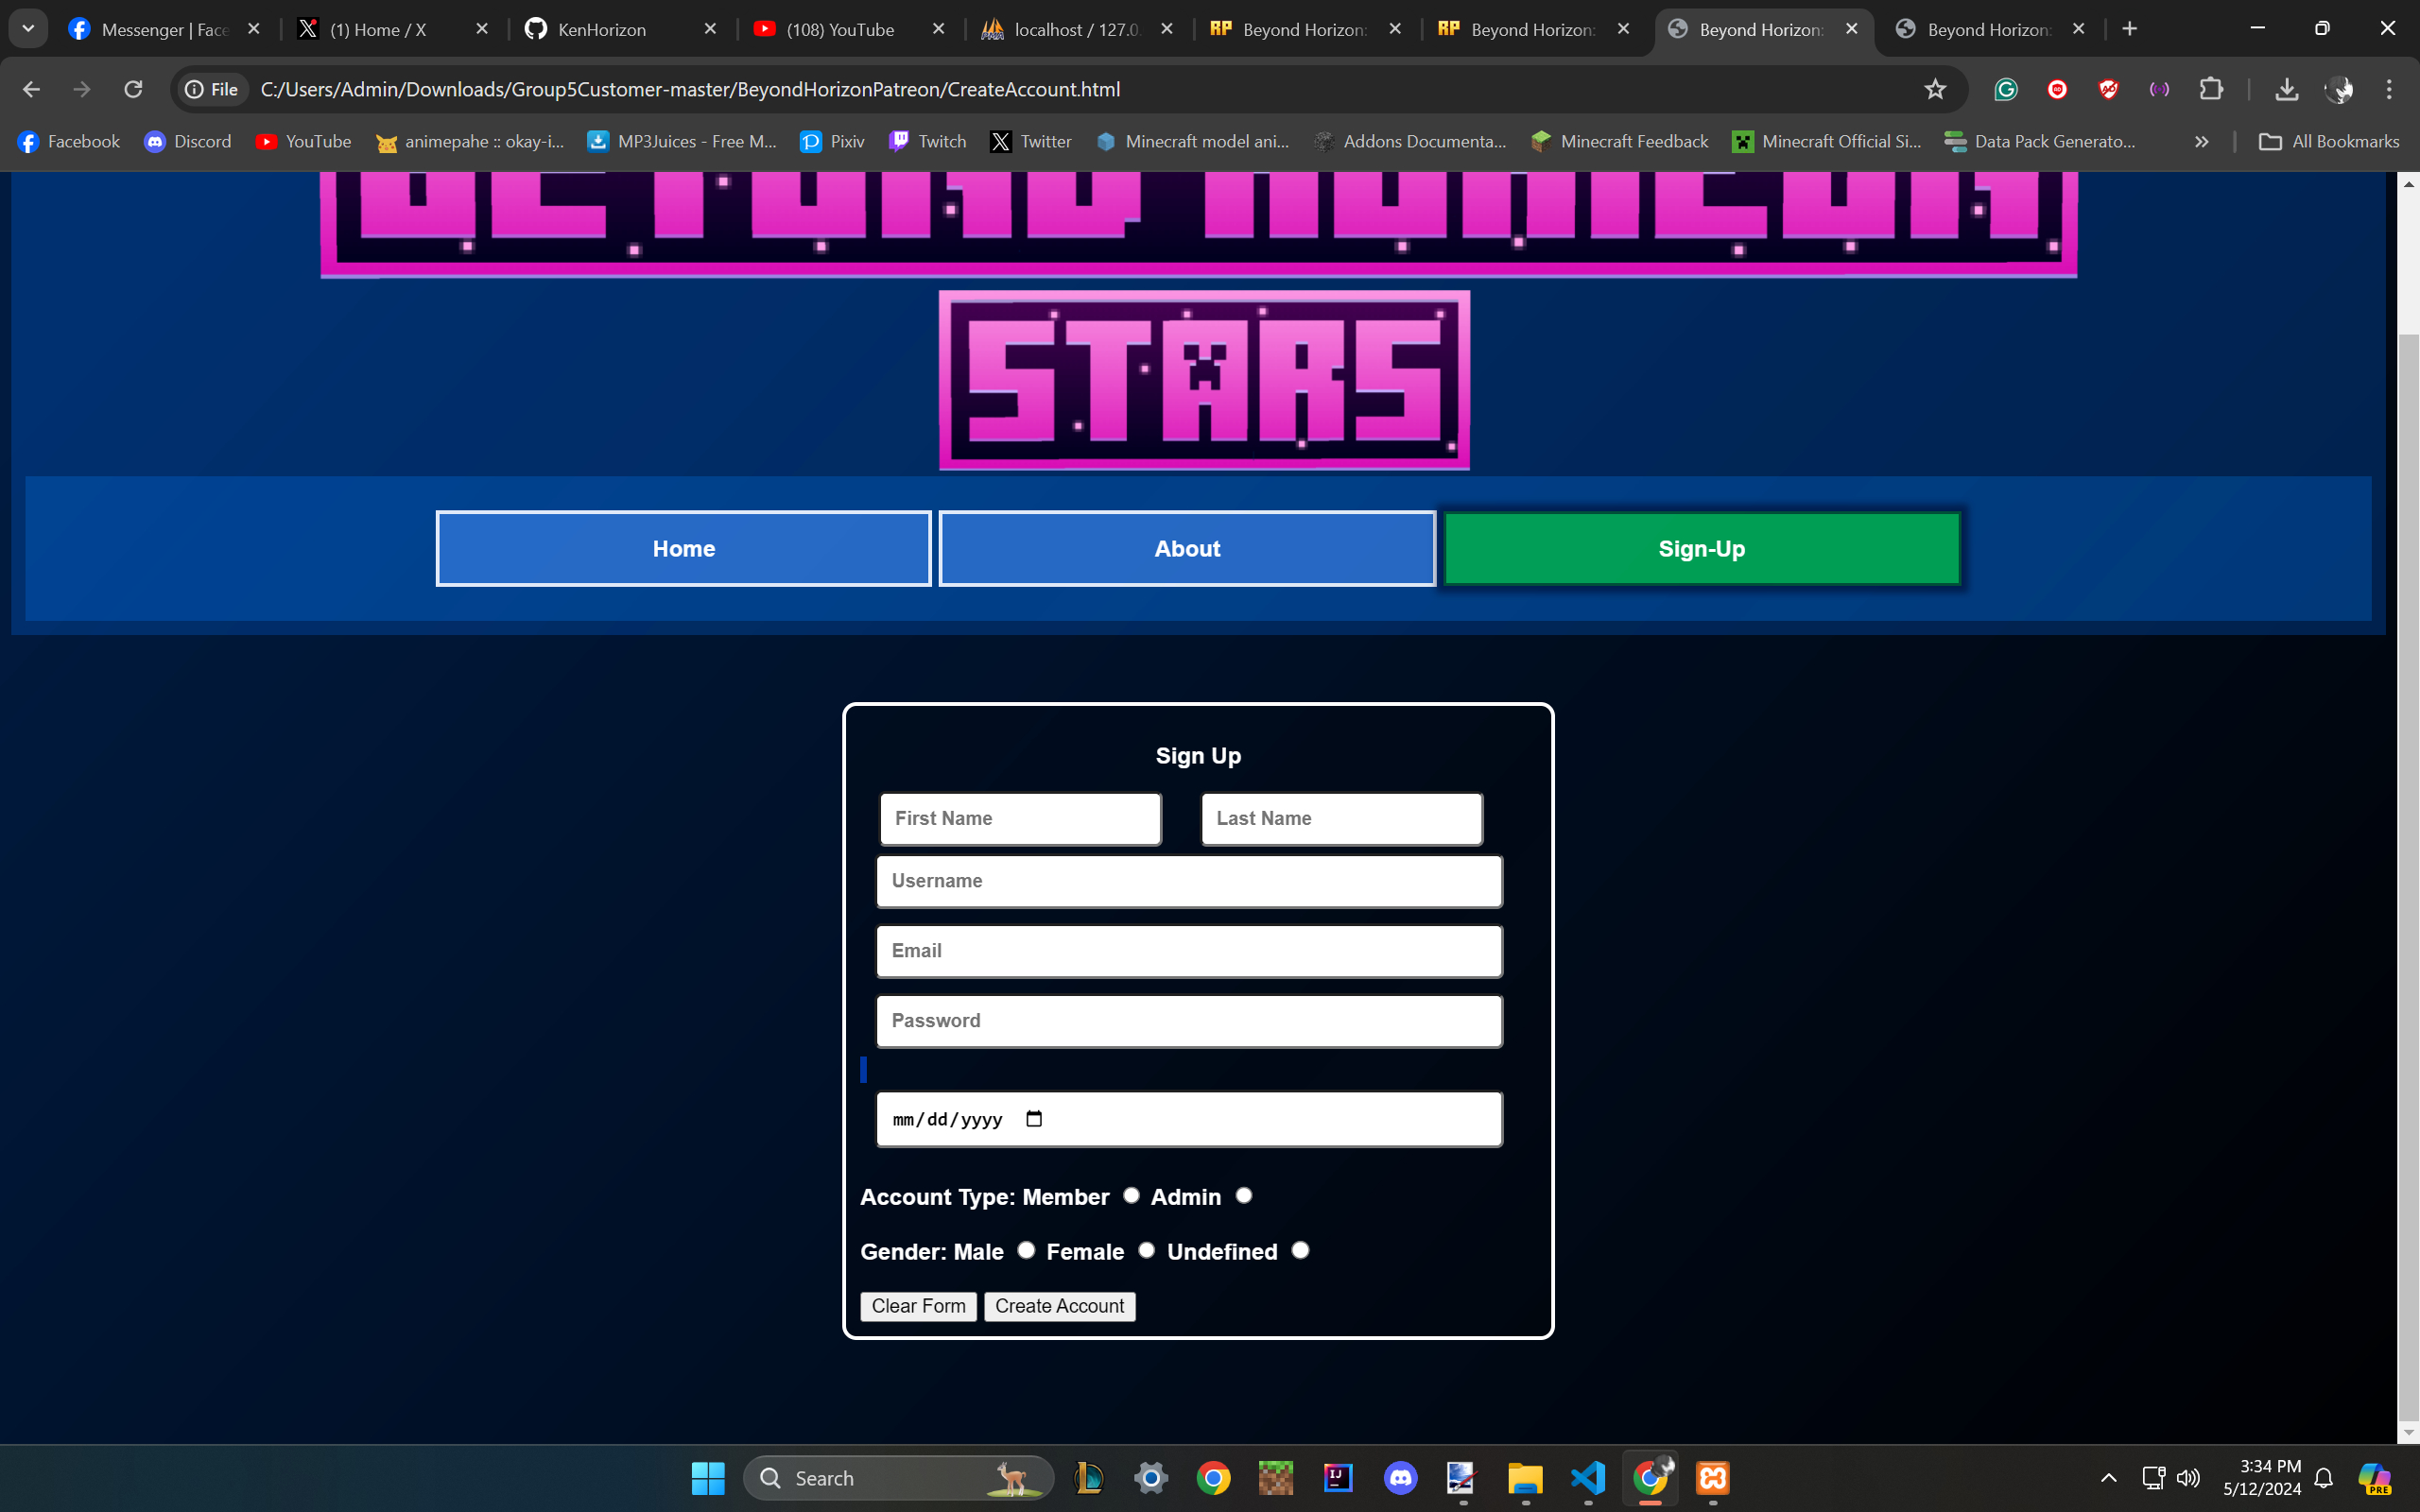 Messenger | Face
(1) Home / X
KenHorizon
(108) YouTube
localhost / 127.0.
Beyond Horizon:
Beyond Horizon:
Beyond Horizon:
Beyond Horizon:
File
C:/Users/Admin/Downloads/Group5Customer-master/BeyondHorizonPatreon/CreateAccount.html
Facebook
Discord
YouTube
animepahe :: okay-i...
MP3Juices - Free M...
Pixiv
Twitch
Twitter
Minecraft model ani...
Addons Documenta...
Minecraft Feedback
Minecraft Official Si...
Data Pack Generato...
All Bookmarks
BEYOND HORIZON
STARS
Home
About
Sign-Up
Sign Up
First Name
Last Name
Username
Email
Password
mm/dd/yyyy
Account Type: Member Admin
Gender: Male Female Undefined
Clear Form
Create Account
Search
3:34 PM
5/12/2024
PRE